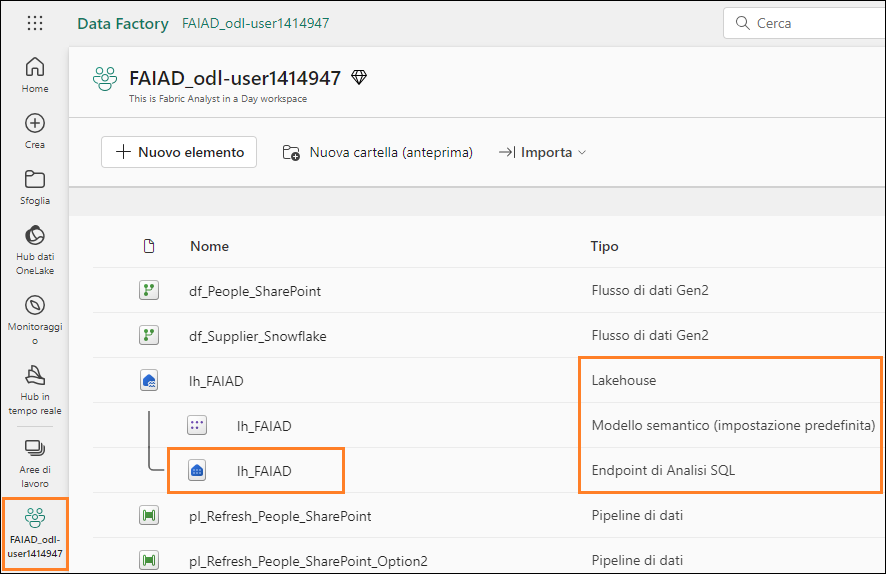 Data Factory FAIAD_odl-user1414947
Cerca
Home
Crea
Sfoglia
Hub dati
OneLake
Monitoraggi
o
Hub in
tempo reale
Aree di
lavoro
FAIAD_odl-
user1414947
FAIAD_odl-user1414947
This is Fabric Analyst in a Day workspace
Nuovo elemento Nuova cartella (anteprima) Importa
Nome Tipo
df_People_SharePoint Flusso di dati Gen2
df_Supplier_Snowflake Flusso di dati Gen2
lh_FAIAD Lakehouse
lh_FAIAD Modello semantico (impostazione predefinita)
lh_FAIAD Endpoint di Analisi SQL
pl_Refresh_People_SharePoint Pipeline di dati
pl_Refresh_People_SharePoint_Option2 Pipeline di dati